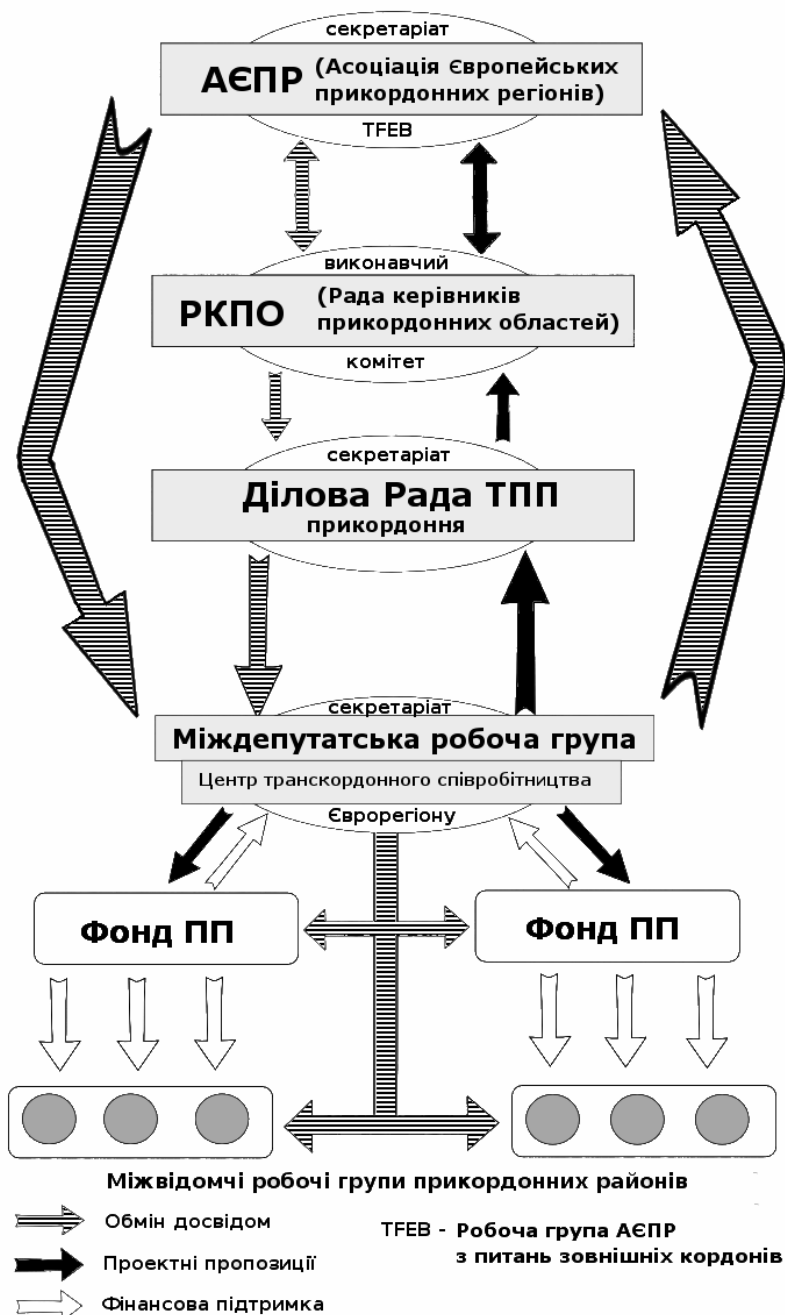 секретаріат
АЄПР (Асоціація Європейських
прикордонних регіонів)
TFEB
виконавчий
РКПО (Рада керівників
прикордонних областей)
комітет
секретаріат
Ділова Рада ТПП
прикордоння
секретаріат
Міждепутатська робоча група
Центр транскордонного співробітництва
Єврорегіону
Фонд ПП
Фонд ПП
Міжвідомчі робочі групи прикордонних районів
Обмін досвідом
Проектні пропозиції
Фінансова підтримка
TFEB - Робоча група АЄПР
з питань зовнішніх кордонів